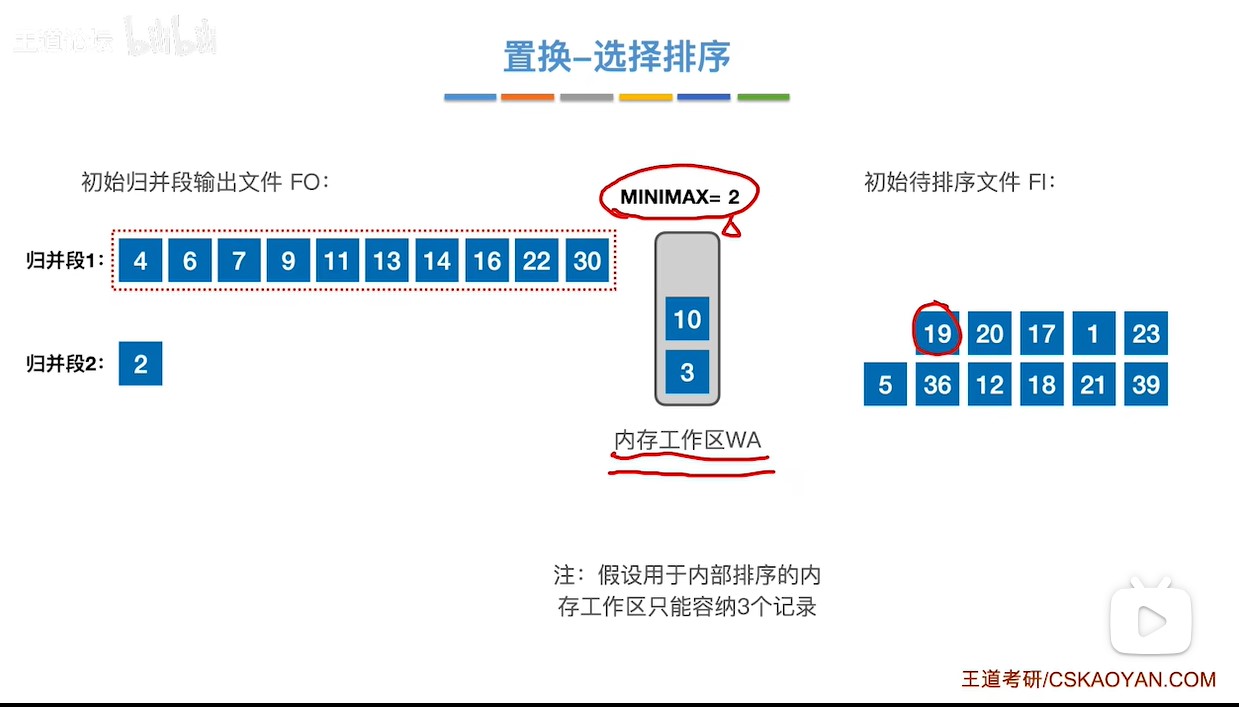 王道论坛 bilibili
置换–选择排序
初始归并段输出文件 FO：
MINIMAX= 2
初始待排序文件 FI：
归并段1： 4 6 7 9 11 13 14 16 22 30
10
19 20 17 1 23
归并段2： 2
3
5 36 12 18 21 39
内存工作区WA
注：假设用于内部排序的内
存工作区只能容纳3个记录
王道考研/CSKAOYAN.COM